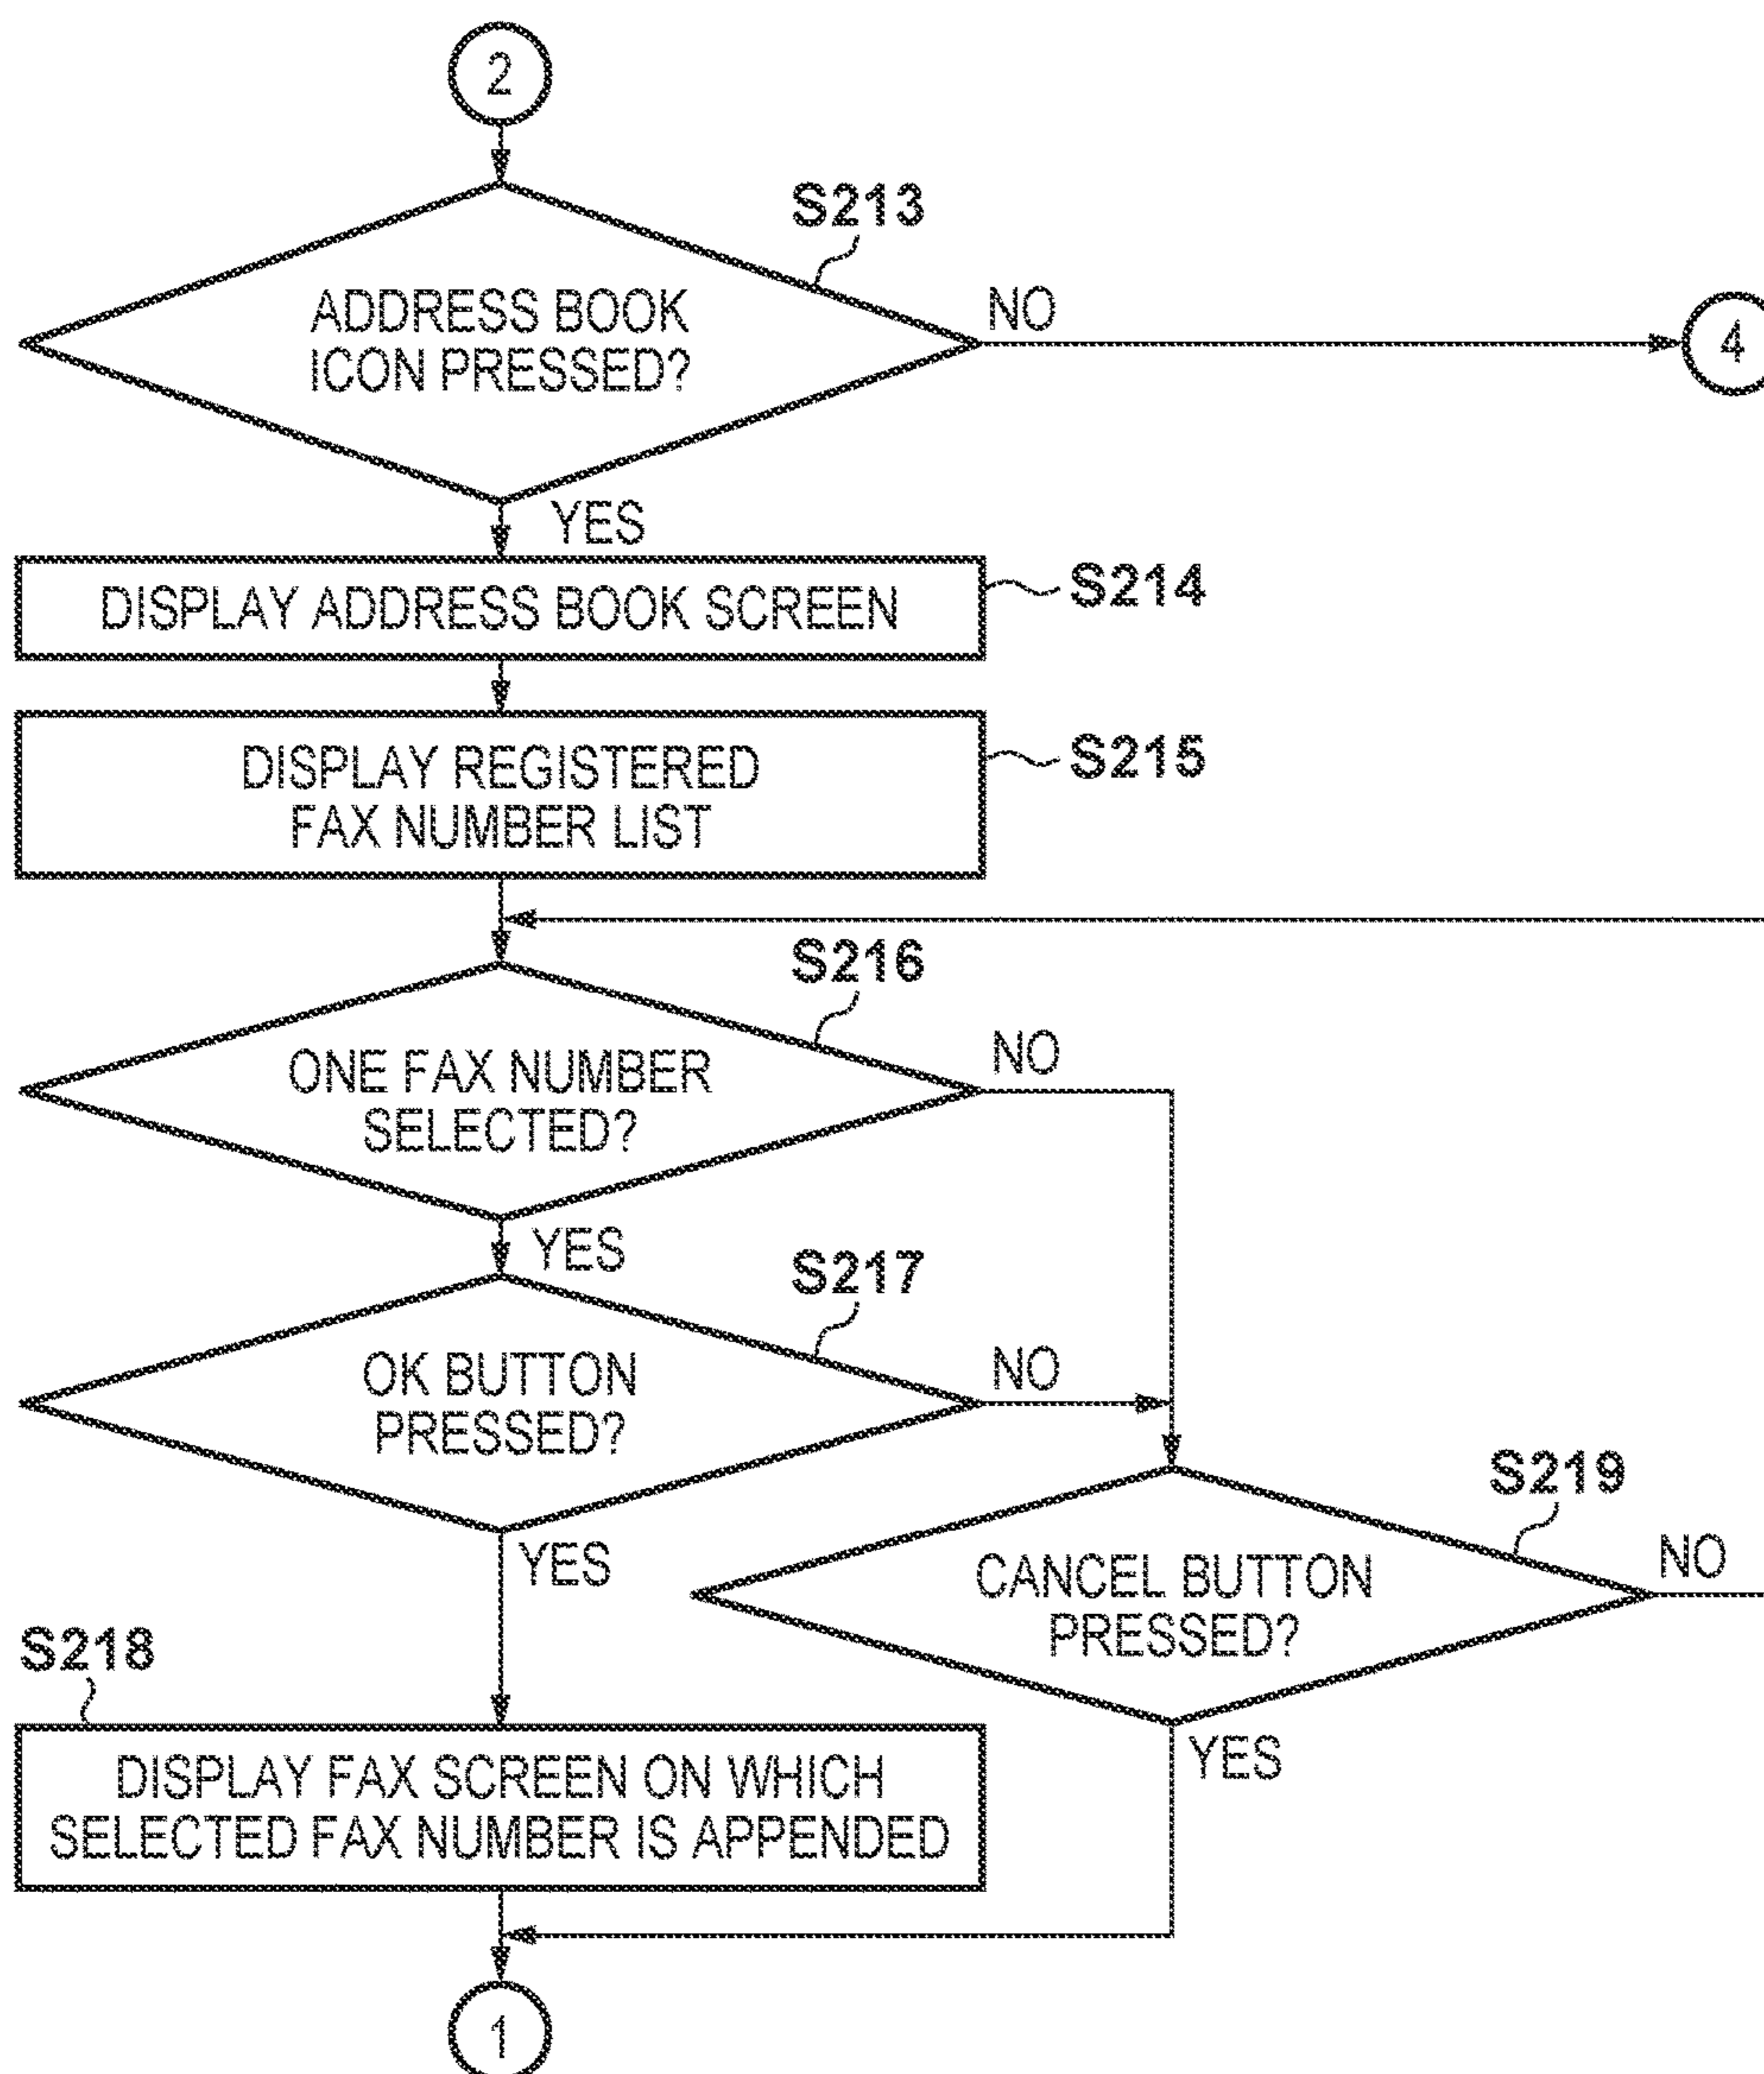 2
S213
ADDRESS BOOK
ICON PRESSED?
NO
4
YES
DISPLAY ADDRESS BOOK SCREEN
S214
DISPLAY REGISTERED
FAX NUMBER LIST
S215
S216
ONE FAX NUMBER
SELECTED?
NO
YES
S217
OK BUTTON
PRESSED?
NO
YES
S219
CANCEL BUTTON
PRESSED?
NO
YES
S218
DISPLAY FAX SCREEN ON WHICH
SELECTED FAX NUMBER IS APPENDED
1